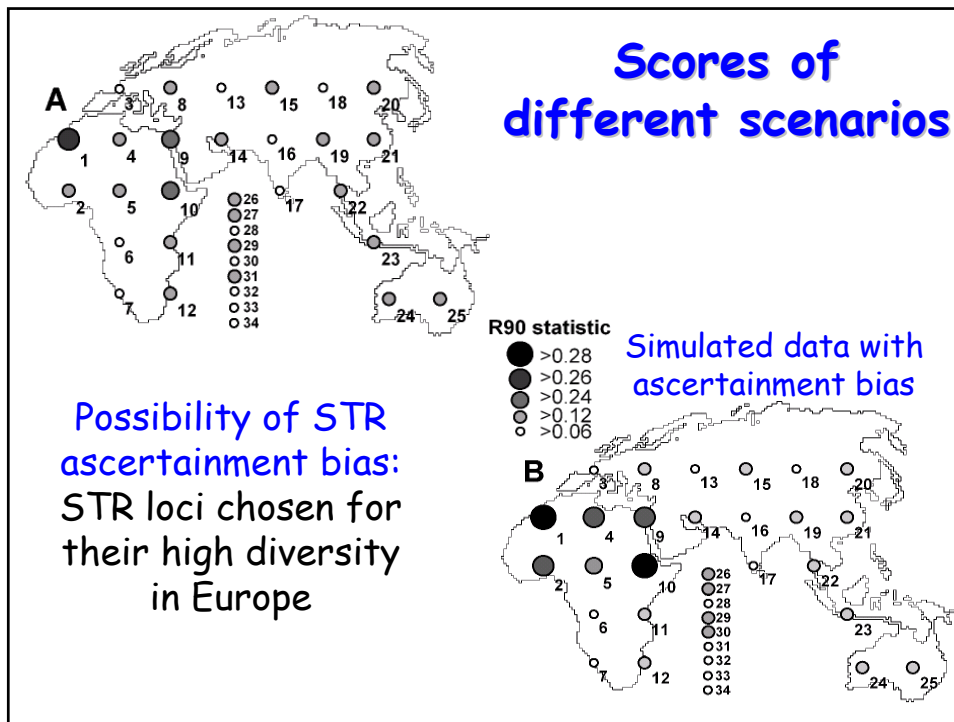 Scores of
different scenarios
A
3 8 13 15 18 20
1 4 9 14 16 19 21
2 5 10 17 22
26
27
28
29
30
31
32
33
34
6 11 23
7 12 24 25
R90 statistic
>0.28
>0.26
>0.24
>0.12
>0.06
Simulated data with
ascertainment bias
Possibility of STR
ascertainment bias:
STR loci chosen for
their high diversity
in Europe
B
3 8 13 15 18 20
1 4 9 14 16 19 21
2 5 10 17 22
26
27
28
29
30
31
32
33
34
6 11 23
7 12 24 25